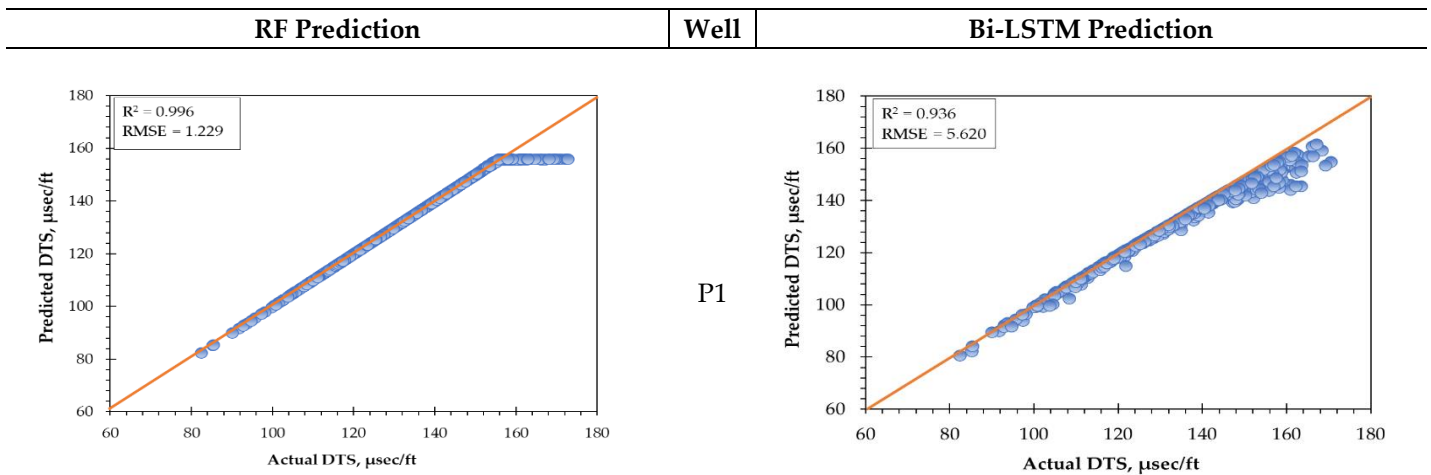 RF Prediction Well Bi-LSTM Prediction
180
160
140
120
100
80
60
Predicted DTS, µsec/ft
R² = 0.996
RMSE = 1.229
60 80 100 120 140 160 180
Actual DTS, µsec/ft
P1
180
160
140
120
100
80
60
Predicted DTS, µsec/ft
R² = 0.936
RMSE = 5.620
60 80 100 120 140 160 180
Actual DTS, µsec/ft